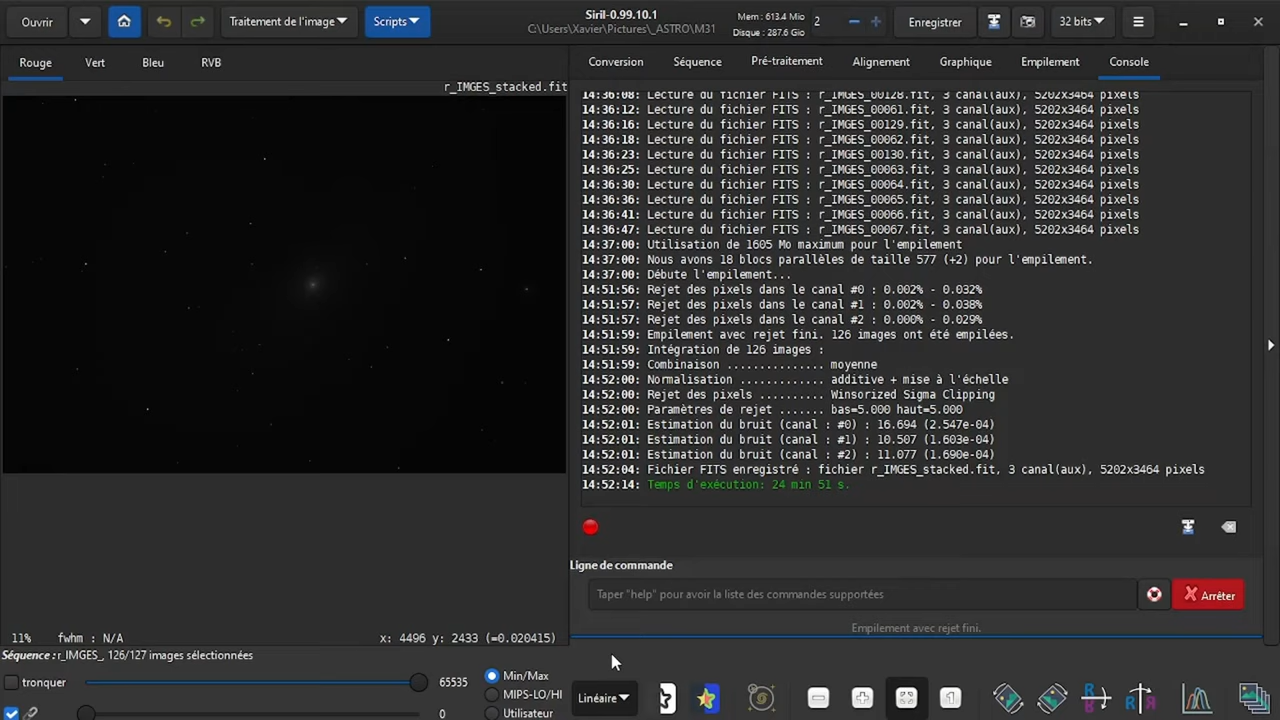 Ouvrir
Traitement de l'image
Scripts
Siril-0.99.10.1
C:\Users\Xavier\Pictures\_ASTRO\M31
Mem : 613.4 Mio
Disque : 287.6 Gio
2
Enregistrer
32 bits
Rouge
Vert
Bleu
RVB
r_IMGES_stacked.fit
Conversion
Séquence
Pré-traitement
Alignement
Graphique
Empilement
Console
14:36:08: Lecture du fichier FITS : r_IMGES_00128.fit, 3 canal(aux), 5202x3464 pixels
14:36:12: Lecture du fichier FITS : r_IMGES_00061.fit, 3 canal(aux), 5202x3464 pixels
14:36:16: Lecture du fichier FITS : r_IMGES_00129.fit, 3 canal(aux), 5202x3464 pixels
14:36:18: Lecture du fichier FITS : r_IMGES_00062.fit, 3 canal(aux), 5202x3464 pixels
14:36:23: Lecture du fichier FITS : r_IMGES_00130.fit, 3 canal(aux), 5202x3464 pixels
14:36:25: Lecture du fichier FITS : r_IMGES_00063.fit, 3 canal(aux), 5202x3464 pixels
14:36:30: Lecture du fichier FITS : r_IMGES_00064.fit, 3 canal(aux), 5202x3464 pixels
14:36:36: Lecture du fichier FITS : r_IMGES_00065.fit, 3 canal(aux), 5202x3464 pixels
14:36:41: Lecture du fichier FITS : r_IMGES_00066.fit, 3 canal(aux), 5202x3464 pixels
14:36:47: Lecture du fichier FITS : r_IMGES_00067.fit, 3 canal(aux), 5202x3464 pixels
14:37:00: Utilisation de 1605 Mo maximum pour l'empilement
14:37:00: Nous avons 18 blocs parallèles de taille 577 (+2) pour l'empilement.
14:37:00: Débute l'empilement...
14:51:56: Rejet des pixels dans le canal #0 : 0.002% - 0.032%
14:51:57: Rejet des pixels dans le canal #1 : 0.002% - 0.038%
14:51:57: Rejet des pixels dans le canal #2 : 0.000% - 0.029%
14:51:59: Empilement avec rejet fini. 126 images ont été empilées.
14:51:59: Intégration de 126 images :
14:51:59: Combinaison ............... moyenne
14:52:00: Normalisation ............. additive + mise à l'échelle
14:52:00: Rejet des pixels .......... Winsorized Sigma Clipping
14:52:00: Paramètres de rejet ....... bas=5.000 haut=5.000
14:52:01: Estimation du bruit (canal : #0) : 16.694 (2.547e-04)
14:52:01: Estimation du bruit (canal : #1) : 10.507 (1.603e-04)
14:52:01: Estimation du bruit (canal : #2) : 11.077 (1.690e-04)
14:52:04: Fichier FITS enregistré : fichier r_IMGES_stacked.fit, 3 canal(aux), 5202x3464 pixels
14:52:14: Temps d'exécution: 24 min 51 s.
Ligne de commande
Taper "help" pour avoir la liste des commandes supportées
Arrêter
Empilement avec rejet fini.
11%
fwhm : N/A
x: 4496 y: 2433 (=0.020415)
Séquence : r_IMGES_, 126/127 images sélectionnées
tronquer
65535
0
Min/Max
MIPS-LO/HI
Utilisateur
Linéaire